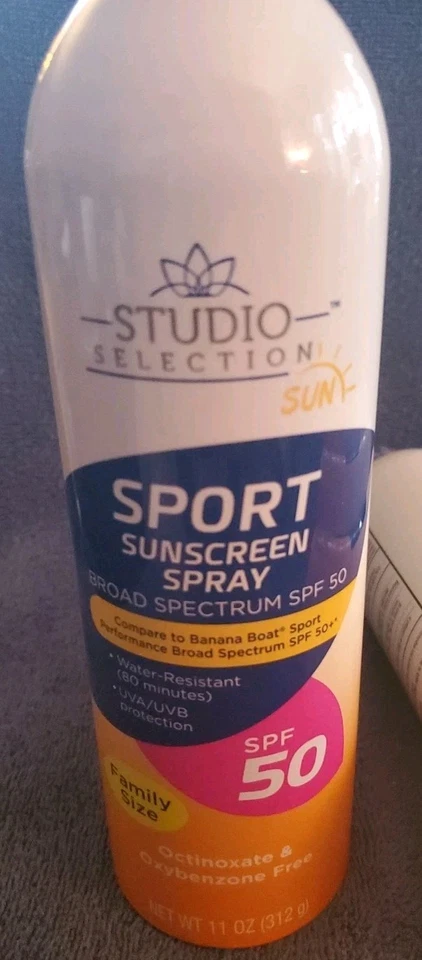 STUDIO™
SELECTION
SUN
SPORT
SUNSCREEN
SPRAY
BROAD SPECTRUM SPF 50
Compare to Banana Boat® Sport
Performance Broad Spectrum SPF 50+*
• Water-Resistant
(80 minutes)
• UVA/UVB
protection
SPF
50
Family
Size
Octinoxate &
Oxybenzone Free
NET WT 11 OZ (312 g)